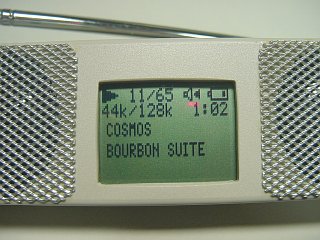 11/65
44k/128k 1:02
COSMOS
BOURBON SUITE